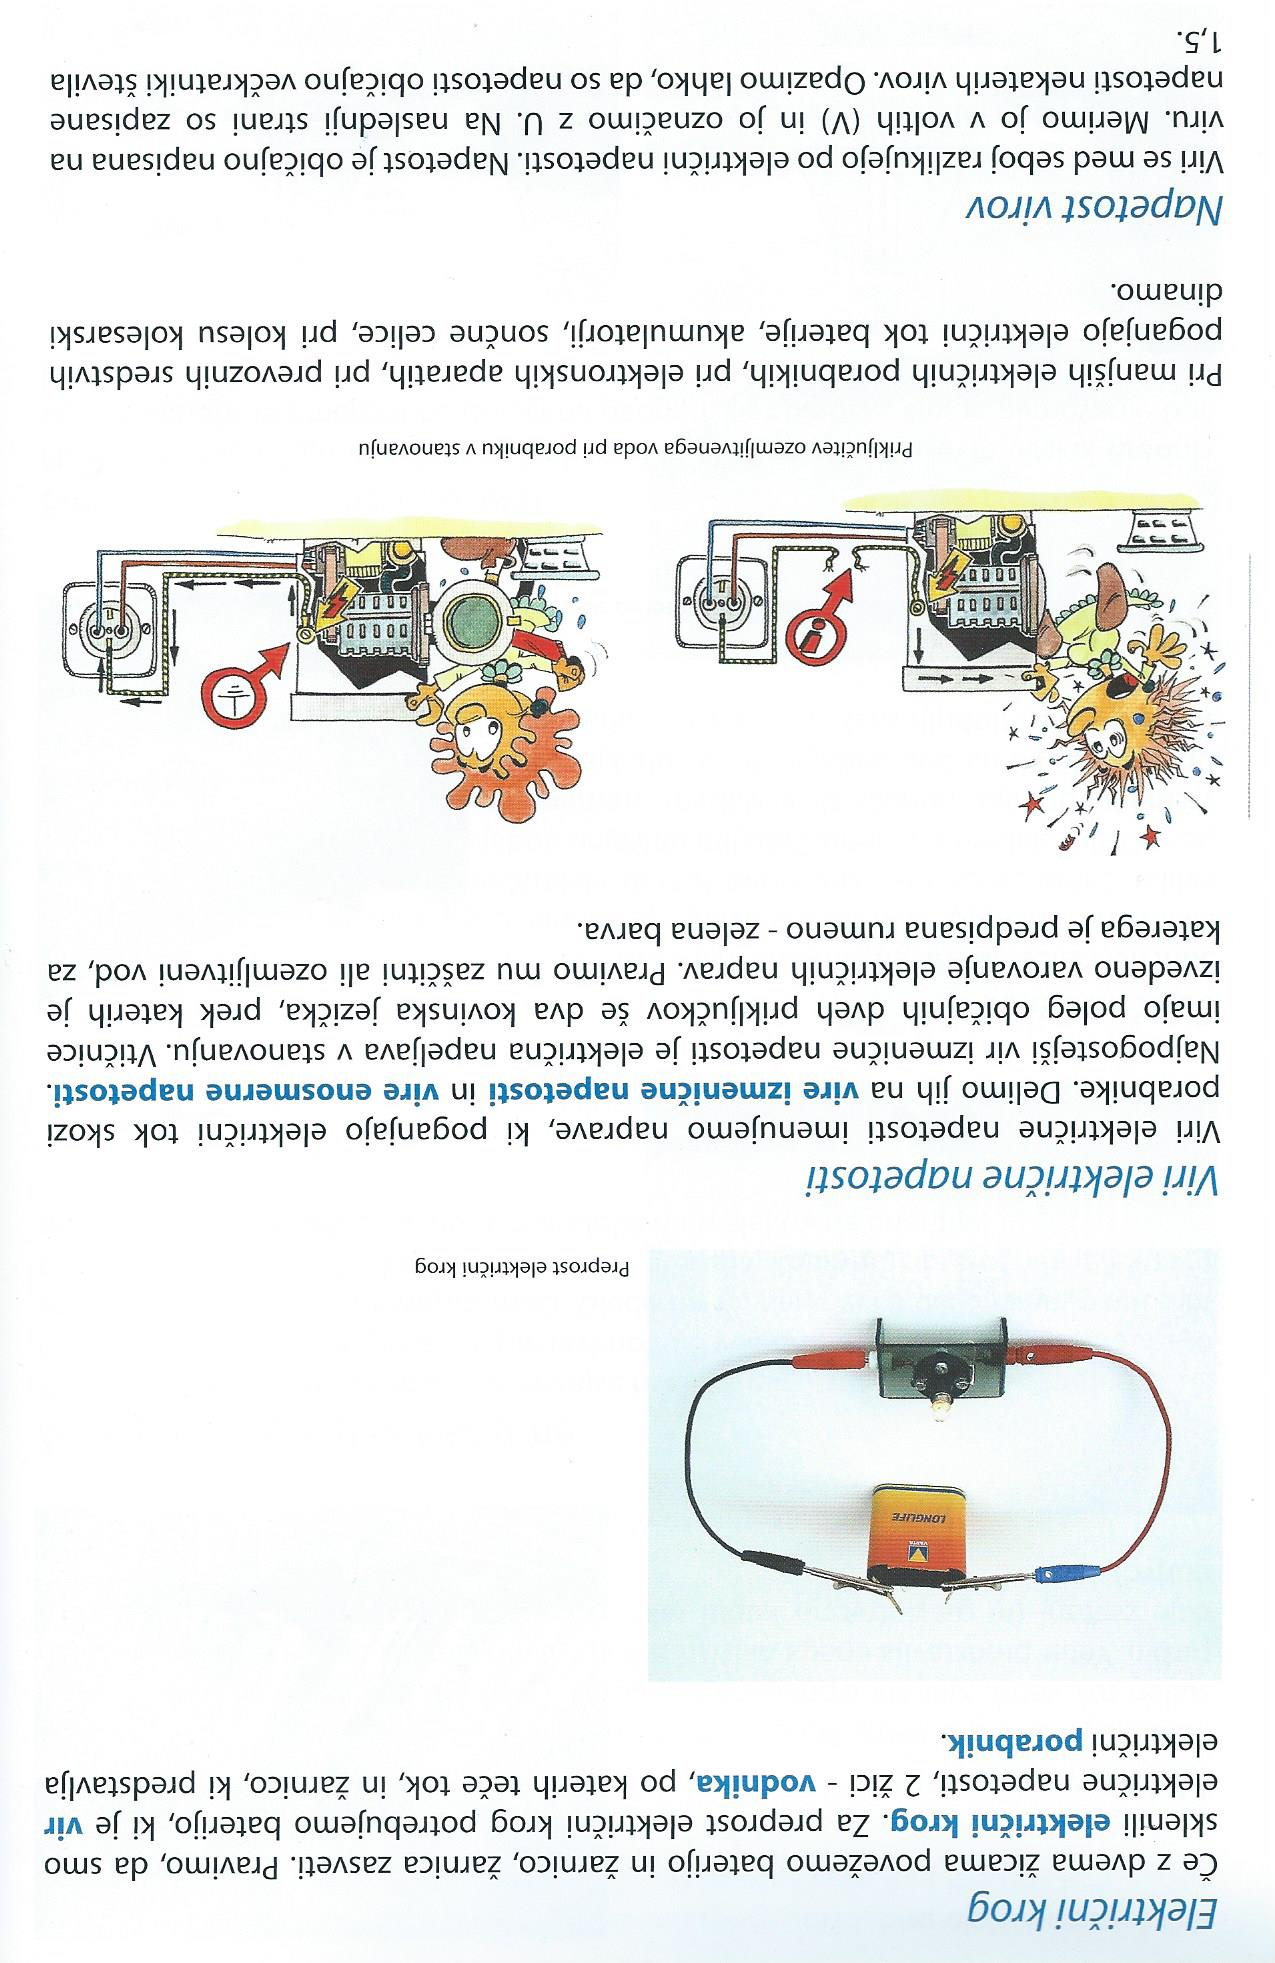 Električni krog
Če z dvema žicama povežemo baterijo in žarnico, žarnica zasveti. Pravimo, da smo
sklenili električni krog. Za preprost električni krog potrebujemo baterijo, ki je vir
električne napetosti, 2 žici - vodnika, po katerih teče tok, in žarnico, ki predstavlja
električni porabnik.
VARTA
LONGLIFE
Preprost električni krog
Viri električne napetosti
Viri električne napetosti imenujemo naprave, ki poganjajo električni tok skozi
porabnike. Delimo jih na vire izmenične napetosti in vire enosmerne napetosti.
Najpogostejši vir izmenične napetosti je električna napeljava v stanovanju. Vtičnice
imajo poleg običajnih dveh priključkov še dva kovinska jezička, prek katerih je
izvedeno varovanje električnih naprav. Pravimo mu zaščitni ali ozemljitveni vod, za
katerega je predpisana rumeno - zelena barva.
Priključitev ozemljitvenega voda pri porabniku v stanovanju
Pri manjših električnih porabnikih, pri elektronskih aparatih, pri prevoznih sredstvih
poganjajo električni tok baterije, akumulatorji, sončne celice, pri kolesu kolesarski
dinamo.
Napetost virov
Viri se med seboj razlikujejo po električni napetosti. Napetost je običajno napisana na
viru. Merimo jo v voltih (V) in jo označimo z U. Na naslednji strani so zapisane
napetosti nekaterih virov. Opazimo lahko, da so napetosti običajno večkratniki števila
1,5.